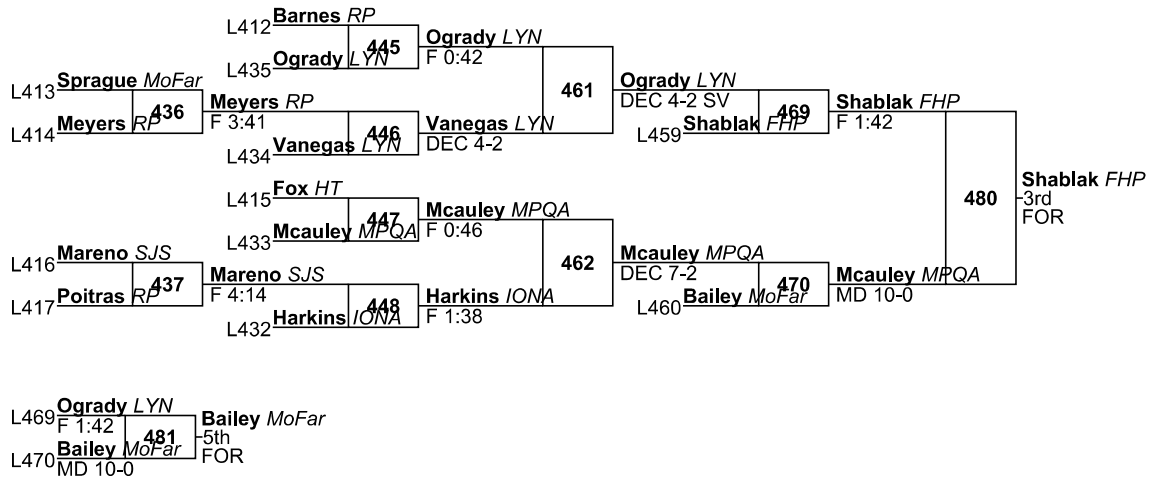 L412 Barnes RP
445
L435 Ogrady LYN
Ogrady LYN
F 0:42
L413 Sprague MoFar
436
L414 Meyers RP
Meyers RP
F 3:41
446
L434 Vanegas LYN
Vanegas LYN
DEC 4-2
461
Ogrady LYN
DEC 4-2 SV
469
L459 Shablak FHP
Shablak FHP
F 1:42
L415 Fox HT
447
L433 Mcauley MPQA
Mcauley MPQA
F 0:46
L416 Mareno SJS
437
L417 Poitras RP
Mareno SJS
F 4:14
448
L432 Harkins IONA
Harkins IONA
F 1:38
462
Mcauley MPQA
DEC 7-2
470
L460 Bailey MoFar
Mcauley MPQA
MD 10-0
480
Shablak FHP
3rd
FOR
L469 Ogrady LYN
F 1:42
481
L470 Bailey MoFar
MD 10-0
Bailey MoFar
5th
FOR